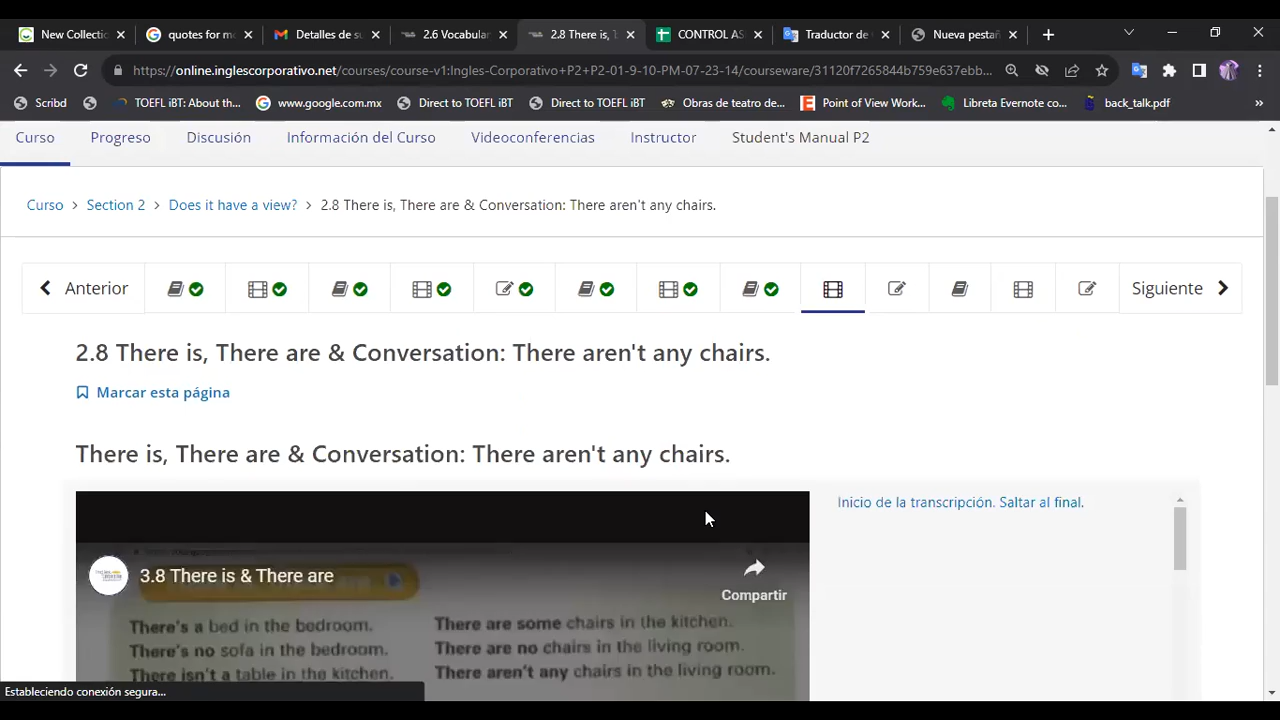 New Collecti
quotes for mo
Detalles de su
2.6 Vocabular
2.8 There is, T
CONTROL AS
Traductor de
Nueva pestañ
https://online.inglescorporativo.net/courses/course-v1:Ingles-Corporativo+P2+P2-01-9-10-PM-07-23-14/courseware/31120f7265844b759e637ebb...
Scribd
TOEFL iBT: About th...
www.google.com.mx
Direct to TOEFL iBT
Direct to TOEFL iBT
Obras de teatro de...
Point of View Work...
Libreta Evernote co...
back_talk.pdf
»
Curso
Progreso
Discusión
Información del Curso
Videoconferencias
Instructor
Student's Manual P2
Curso > Section 2 > Does it have a view? > 2.8 There is, There are & Conversation: There aren't any chairs.
Anterior
Siguiente
2.8 There is, There are & Conversation: There aren't any chairs.
Marcar esta página
There is, There are & Conversation: There aren't any chairs.
Inicio de la transcripción. Saltar al final.
3.8 There is & There are
Compartir
There's a bed in the bedroom.
There are some chairs in the kitchen.
There's no sofa in the bedroom.
There are no chairs in the living room.
There isn't a table in the kitchen.
There aren't any chairs in the living room.
Estableciendo conexión segura...